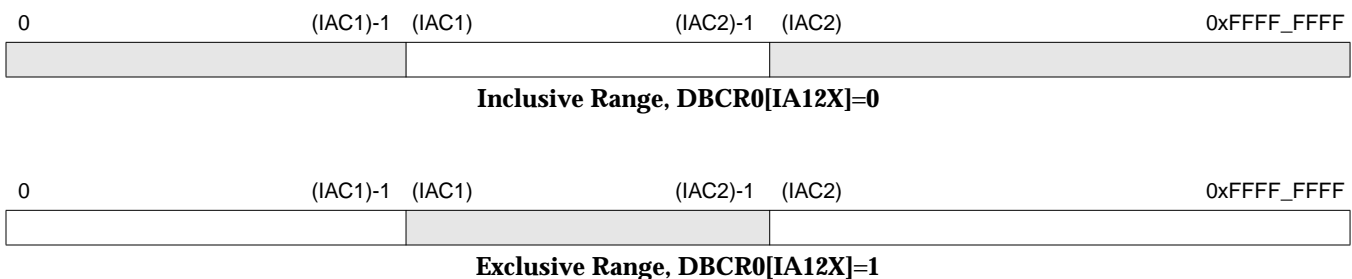 0 (IAC1)-1 (IAC1) (IAC2)-1 (IAC2) 0xFFFF_FFFF
Inclusive Range, DBCR0[IA12X]=0
0 (IAC1)-1 (IAC1) (IAC2)-1 (IAC2) 0xFFFF_FFFF
Exclusive Range, DBCR0[IA12X]=1